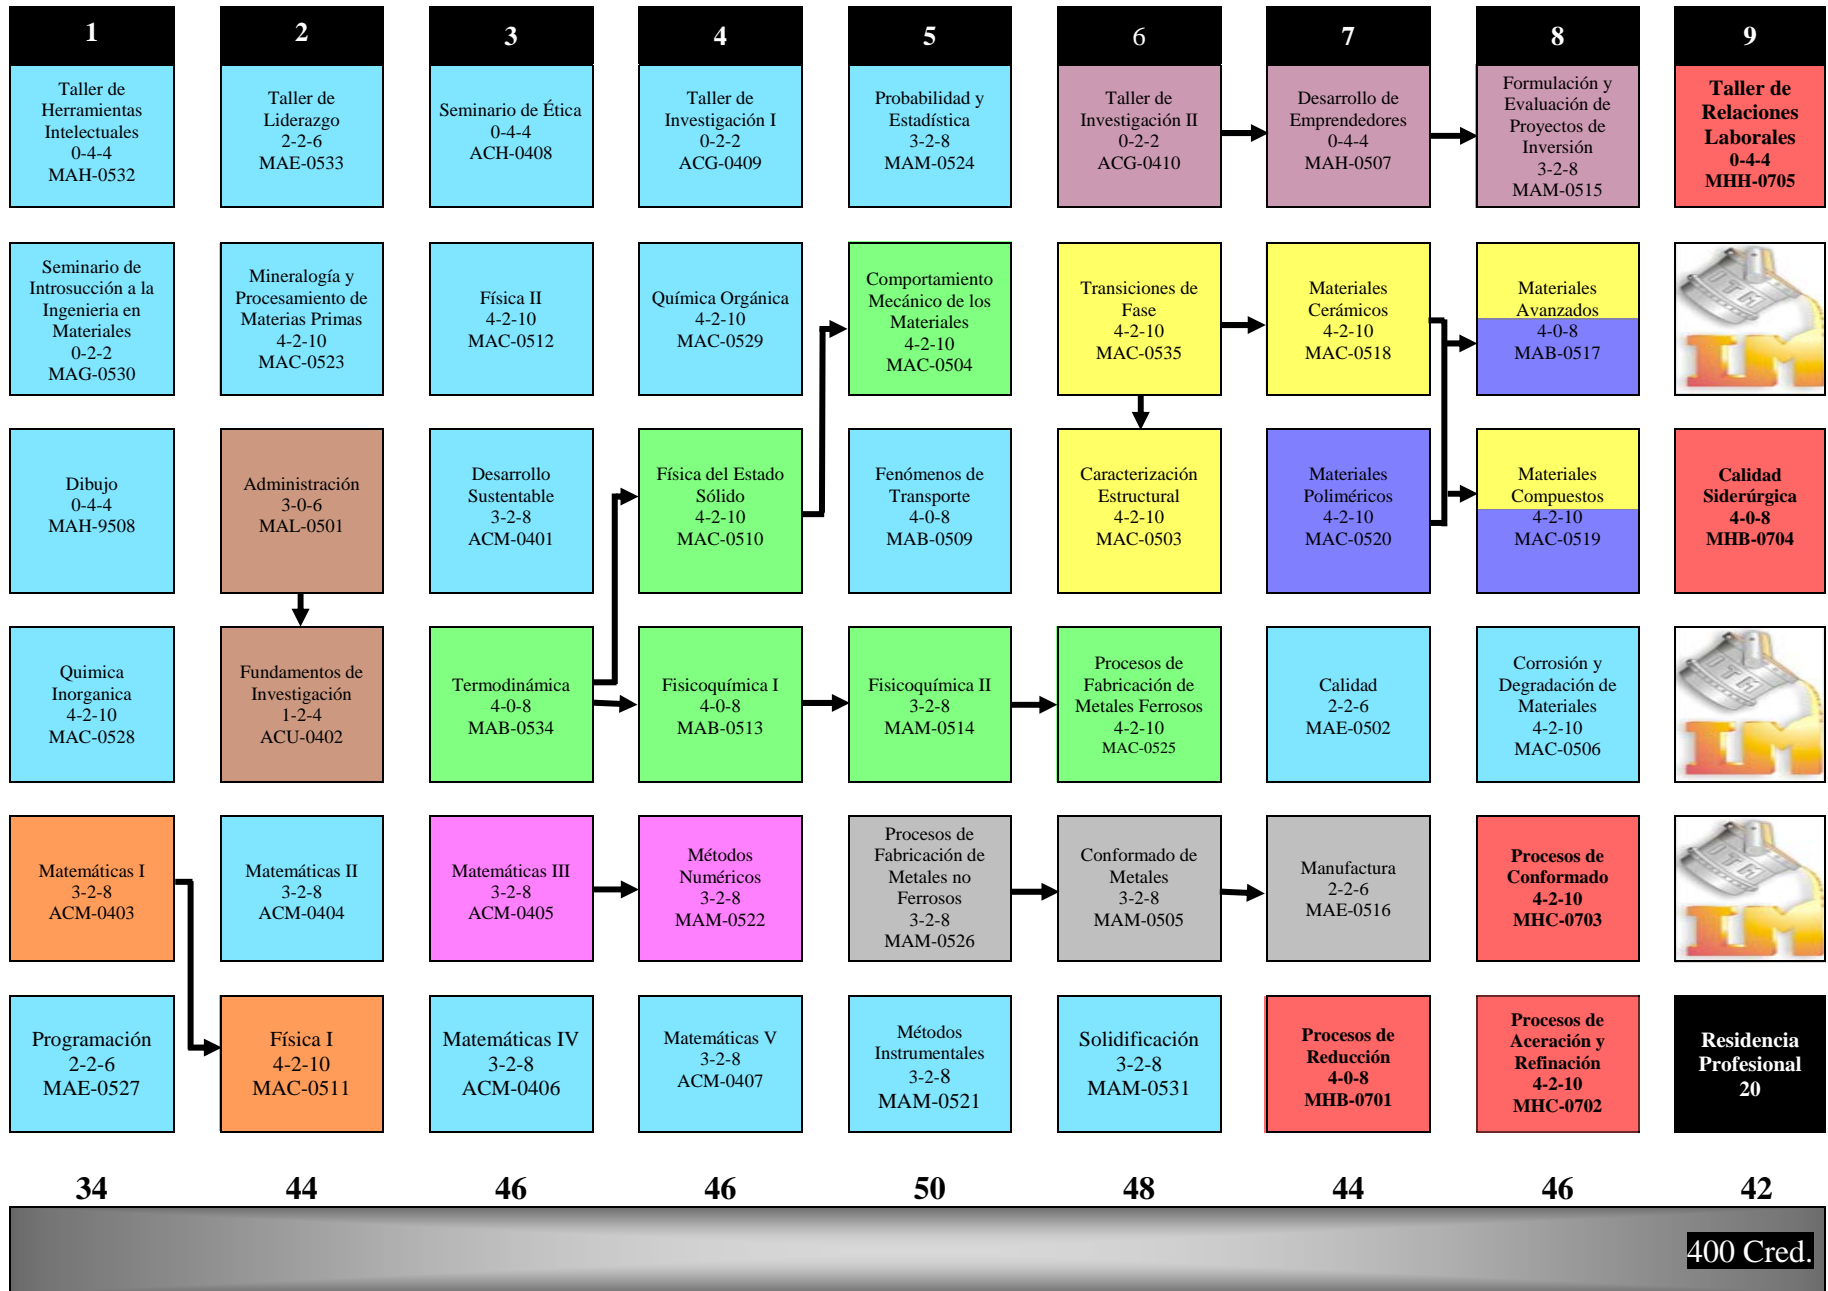 1
2
3
4
5
6
7
8
9
Taller de
Herramientas
Intelectuales
0-4-4
MAH-0532
Taller de
Liderazgo
2-2-6
MAE-0533
Seminario de Ética
0-4-4
ACH-0408
Taller de
Investigación I
0-2-2
ACG-0409
Probabilidad y
Estadística
3-2-8
MAM-0524
Taller de
Investigación II
0-2-2
ACG-0410
Desarrollo de
Emprendedores
0-4-4
MAH-0507
Formulación y
Evaluación de
Proyectos de
Inversión
3-2-8
MAM-0515
Taller de
Relaciones
Laborales
0-4-4
MHH-0705
Seminario de
Introsucción a la
Ingenieria en
Materiales
0-2-2
MAG-0530
Mineralogía y
Procesamiento de
Materias Primas
4-2-10
MAC-0523
Física II
4-2-10
MAC-0512
Química Orgánica
4-2-10
MAC-0529
Comportamiento
Mecánico de los
Materiales
4-2-10
MAC-0504
Transiciones de
Fase
4-2-10
MAC-0535
Materiales
Cerámicos
4-2-10
MAC-0518
Materiales
Avanzados
4-0-8
MAB-0517
ITM
IM
Dibujo
0-4-4
MAH-9508
Administración
3-0-6
MAL-0501
Desarrollo
Sustentable
3-2-8
ACM-0401
Física del Estado
Sólido
4-2-10
MAC-0510
Fenómenos de
Transporte
4-0-8
MAB-0509
Caracterización
Estructural
4-2-10
MAC-0503
Materiales
Poliméricos
4-2-10
MAC-0520
Materiales
Compuestos
4-2-10
MAC-0519
Calidad
Siderúrgica
4-0-8
MHB-0704
Quimica
Inorganica
4-2-10
MAC-0528
Fundamentos de
Investigación
1-2-4
ACU-0402
Termodinámica
4-0-8
MAB-0534
Fisicoquímica I
4-0-8
MAB-0513
Fisicoquímica II
3-2-8
MAM-0514
Procesos de
Fabricación de
Metales Ferrosos
4-2-10
MAC-0525
Calidad
2-2-6
MAE-0502
Corrosión y
Degradación de
Materiales
4-2-10
MAC-0506
ITM
IM
Matemáticas I
3-2-8
ACM-0403
Matemáticas II
3-2-8
ACM-0404
Matemáticas III
3-2-8
ACM-0405
Métodos
Numéricos
3-2-8
MAM-0522
Procesos de
Fabricación de
Metales no
Ferrosos
3-2-8
MAM-0526
Conformado de
Metales
3-2-8
MAM-0505
Manufactura
2-2-6
MAE-0516
Procesos de
Conformado
4-2-10
MHC-0703
ITM
IM
Programación
2-2-6
MAE-0527
Física I
4-2-10
MAC-0511
Matemáticas IV
3-2-8
ACM-0406
Matemáticas V
3-2-8
ACM-0407
Métodos
Instrumentales
3-2-8
MAM-0521
Solidificación
3-2-8
MAM-0531
Procesos de
Reducción
4-0-8
MHB-0701
Procesos de
Aceración y
Refinación
4-2-10
MHC-0702
Residencia
Profesional
20
34
44
46
46
50
48
44
46
42
400 Cred.